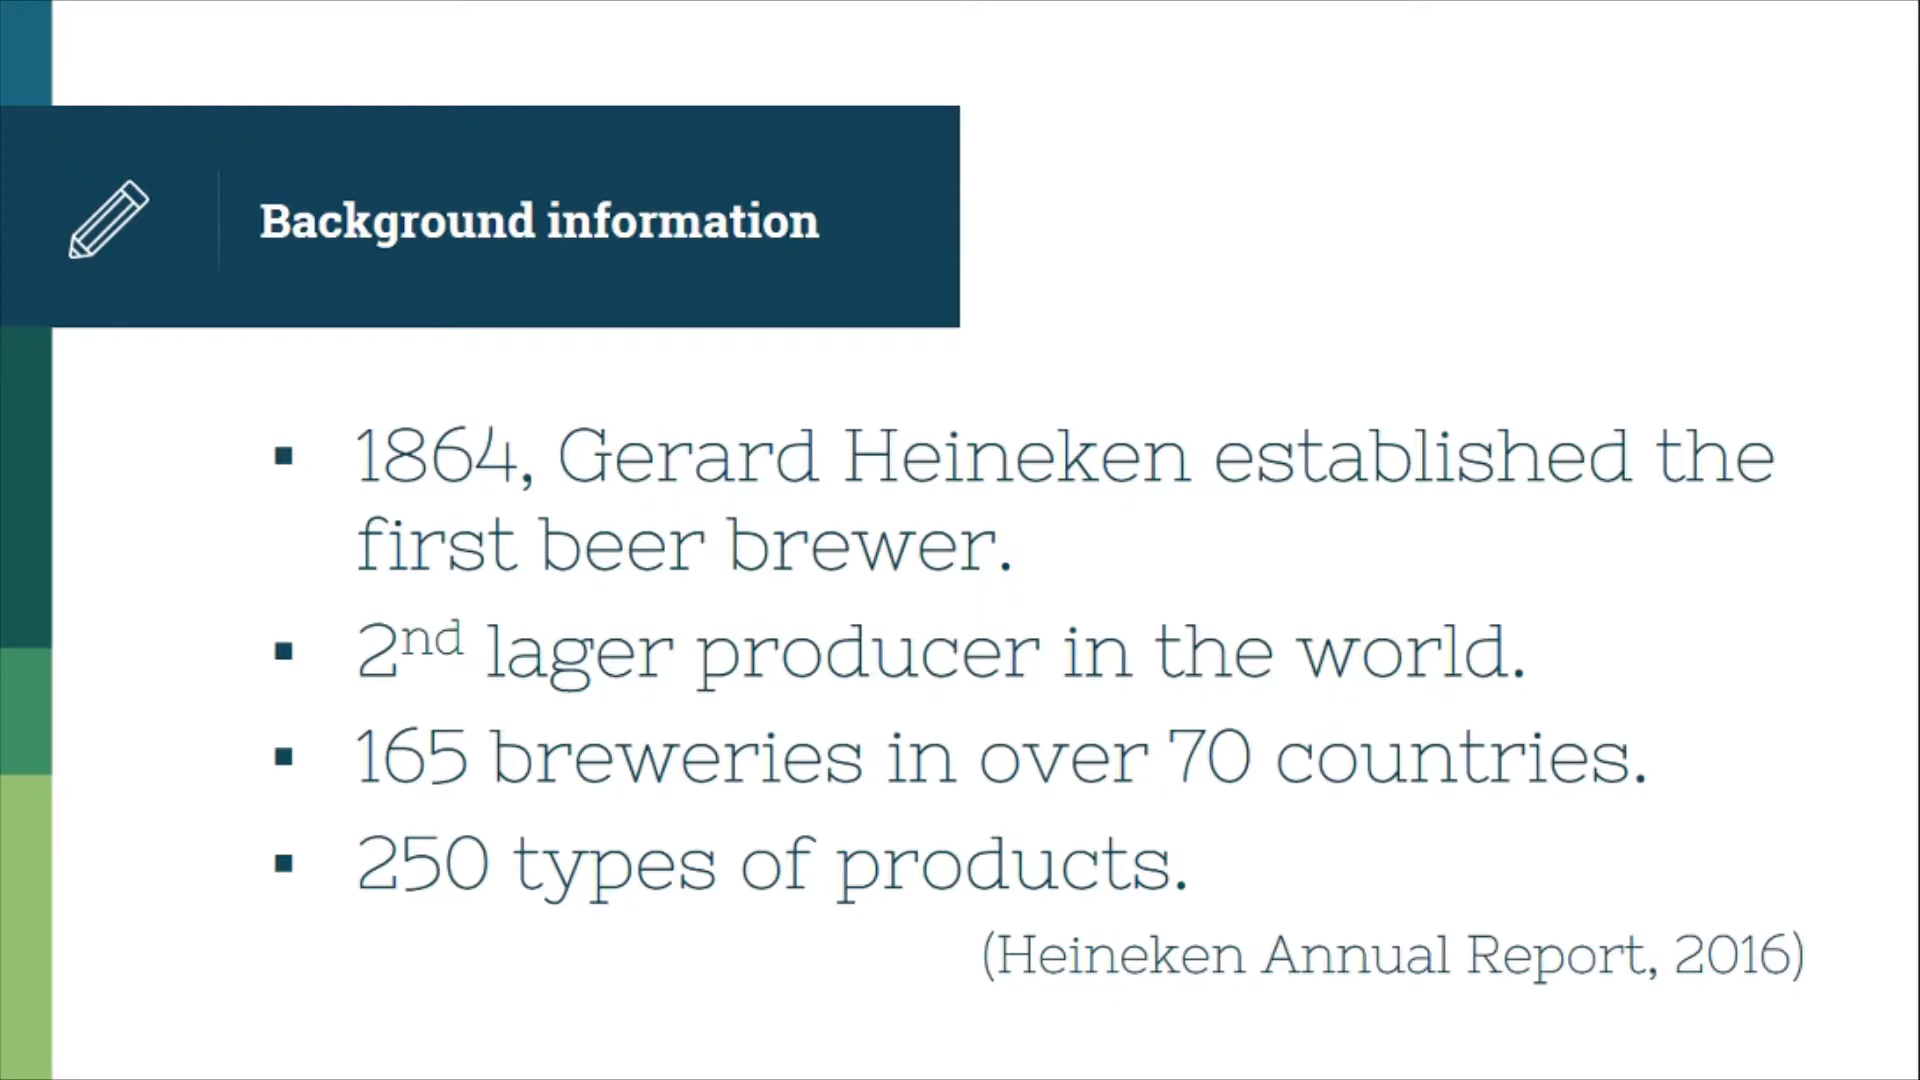 Background information
▪ 1864, Gerard Heineken established the
first beer brewer.
▪ 2nd lager producer in the world.
▪ 165 breweries in over 70 countries.
▪ 250 types of products.
(Heineken Annual Report, 2016)